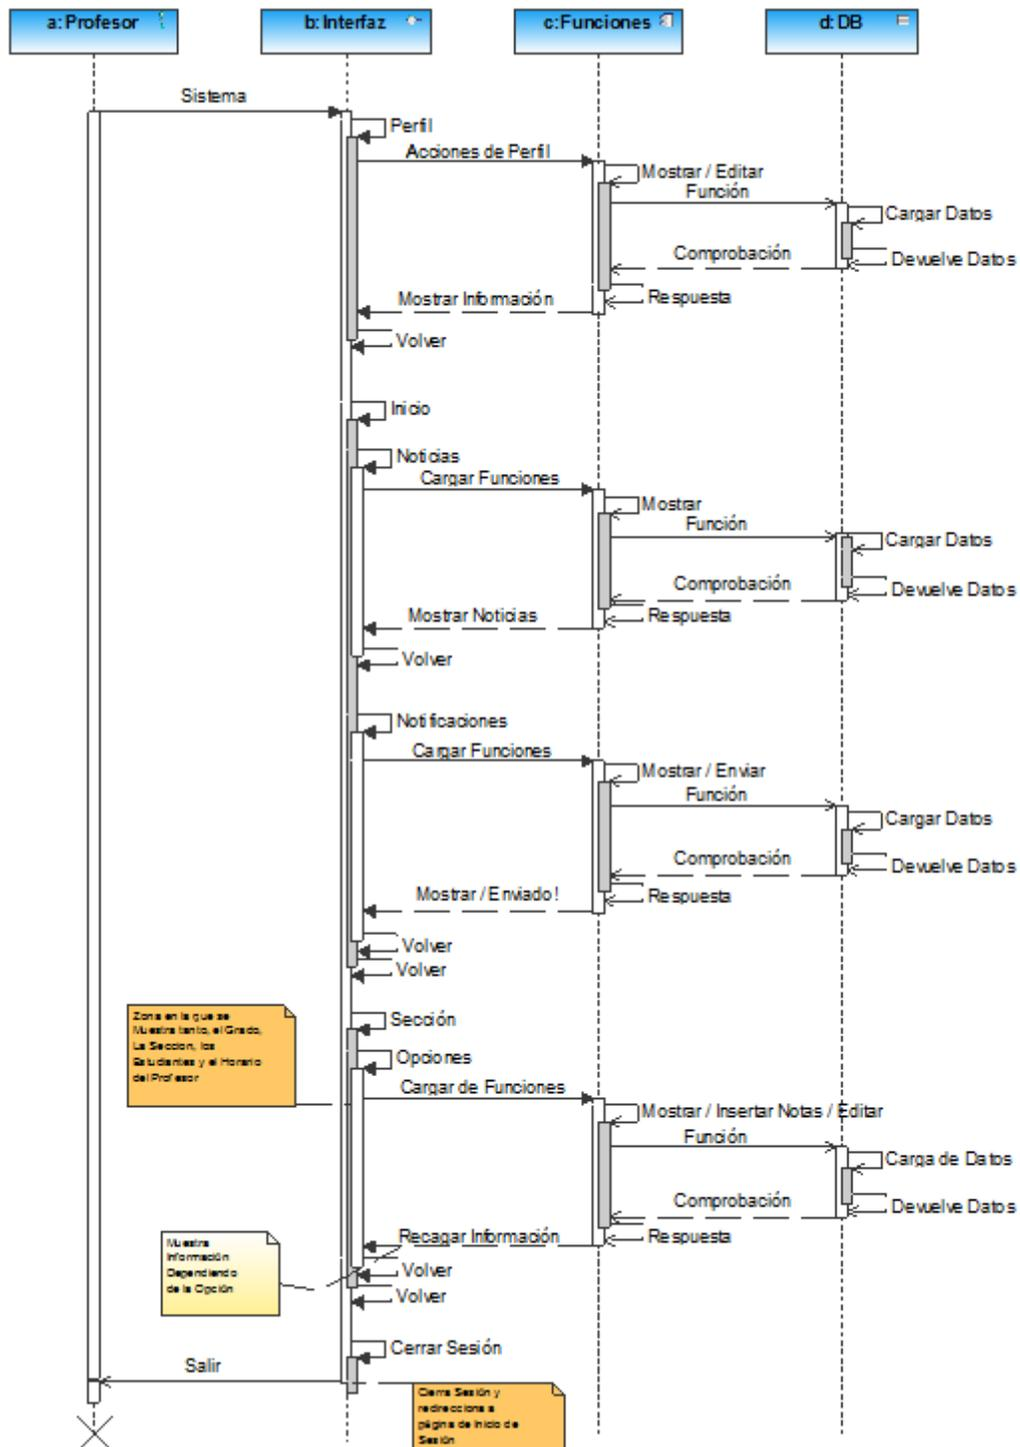 a: Profesor
b: Interfaz
c:Funciones
d: DB
Sistema
Perfil
Acciones de Perfil
Mostrar / Editar
Función
Cargar Datos
Comprobación
Devuelve Datos
Mostrar Información
Respuesta
Volver
Inicio
Noticias
Cargar Funciones
Mostrar
Función
Cargar Datos
Comprobación
Devuelve Datos
Mostrar Noticias
Respuesta
Volver
Notificaciones
Cargar Funciones
Mostrar / Enviar
Función
Cargar Datos
Comprobación
Devuelve Datos
Mostrar / Enviado!
Respuesta
Volver
Volver
Zona en la que se
Muestra tanto, el Grado,
La Seccion, los
Estudiantes y el Horario
del Profesor
Sección
Opciones
Cargar de Funciones
Mostrar / Insertar Notas / Editar
Función
Carga de Datos
Comprobación
Devuelve Datos
Recagar Información
Respuesta
Muestra
Información
Dependiendo
de la Opción
Volver
Volver
Cerrar Sesión
Salir
Cierra Sesión y
redirecciona a
página de Inicio de
Sesión